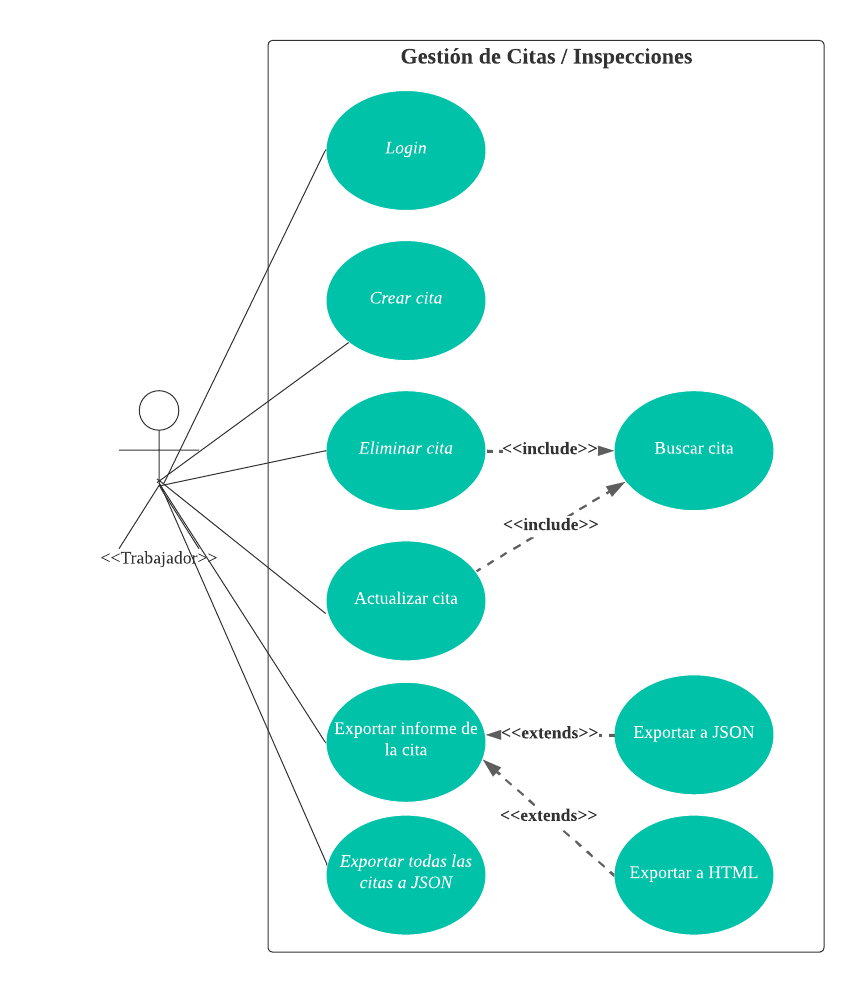 Gestión de Citas / Inspecciones
Login
Crear cita
Eliminar cita
<<include>>
Buscar cita
<<include>>
<<Trabajador>>
Actualizar cita
Exportar informe de
la cita
<<extends>>
Exportar a JSON
<<extends>>
Exportar todas las
citas a JSON
Exportar a HTML